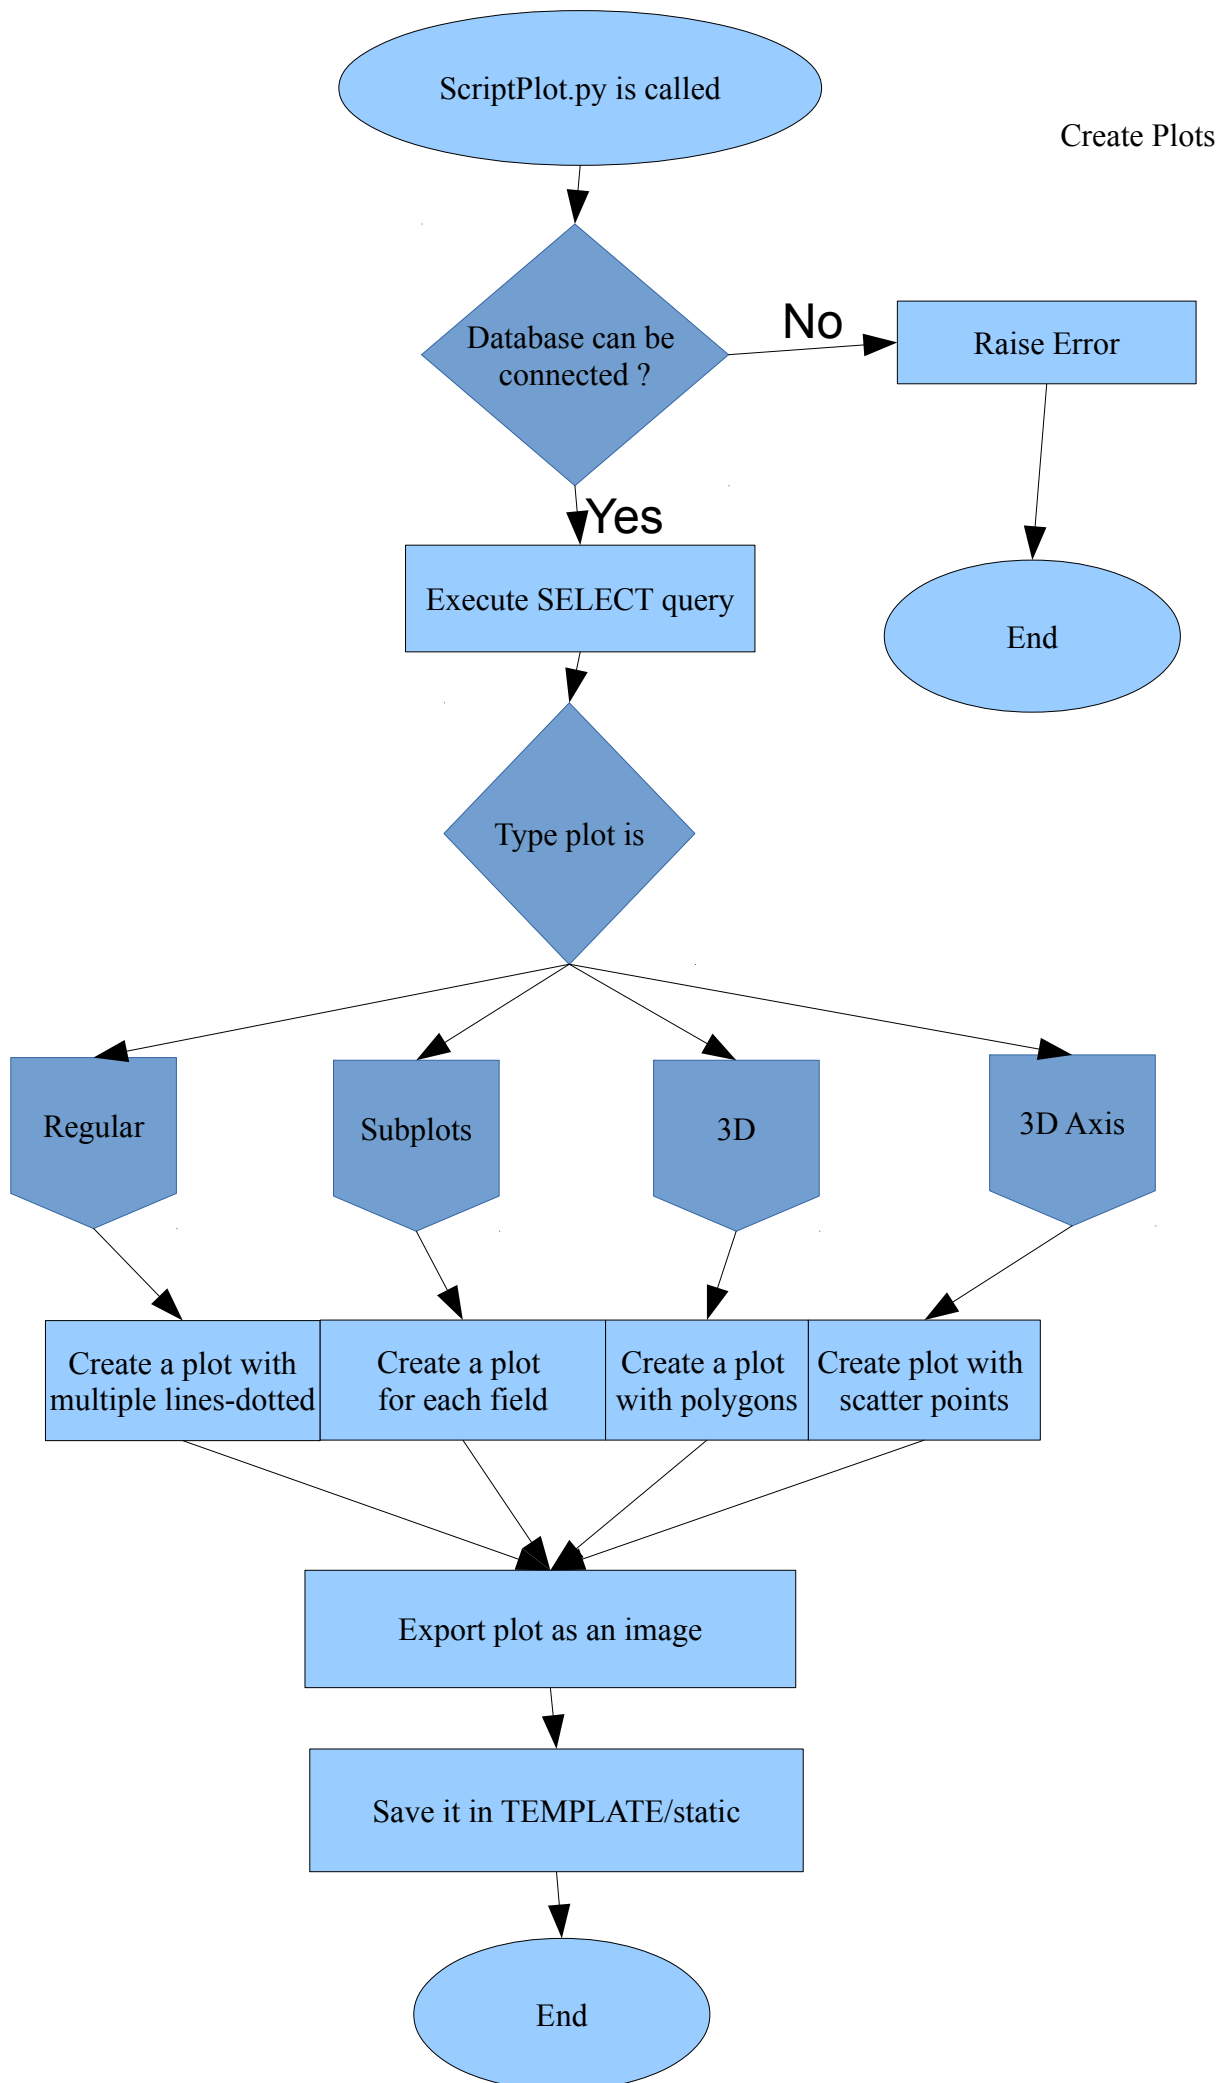 ScriptPlot.py is called
Create Plots
Database can be
connected ?
No
Raise Error
Yes
Execute SELECT query
End
Type plot is
Regular
Subplots
3D
3D Axis
Create a plot with
multiple lines-dotted
Create a plot
for each field
Create a plot
with polygons
Create plot with
scatter points
Export plot as an image
Save it in TEMPLATE/static
End